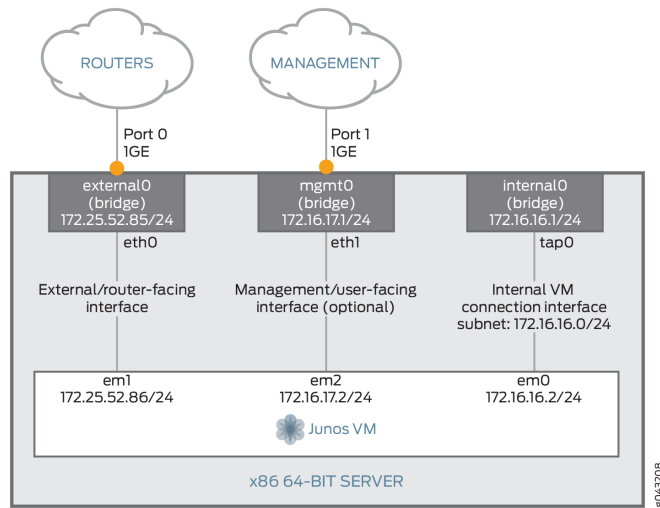 ROUTERS
MANAGEMENT
Port 0
1GE
Port 1
1GE
external0
(bridge)
172.25.52.85/24
mgmt0
(bridge)
172.16.17.1/24
internal0
(bridge)
172.16.16.1/24
eth0
eth1
tap0
External/router-facing
interface
Management/user-facing
interface (optional)
Internal VM
connection interface
subnet: 172.16.16.0/24
em1
172.25.52.86/24
em2
172.16.17.2/24
em0
172.16.16.2/24
Junos VM
x86 64-BIT SERVER
g043208